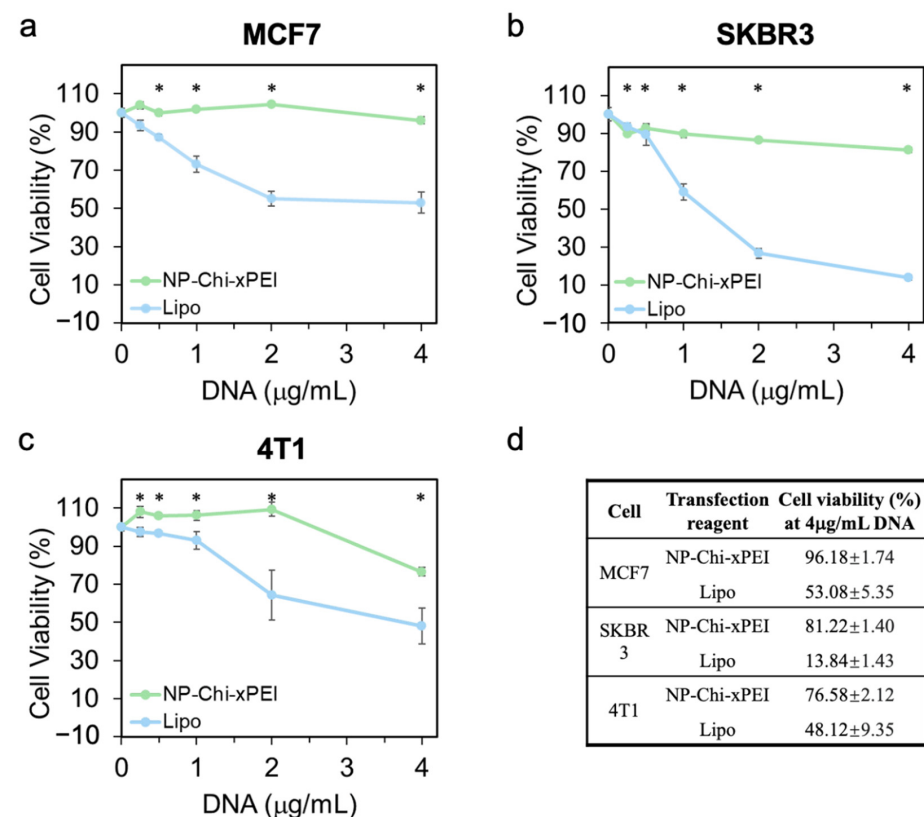 a
MCF7
Cell Viability (%)
110
90
70
50
30
10
−10
* * * *
NP-Chi-xPEI
Lipo
0 1 2 3 4
DNA (μg/mL)
b
SKBR3
Cell Viability (%)
110
90
70
50
30
10
−10
* * * * *
NP-Chi-xPEI
Lipo
0 1 2 3 4
DNA (μg/mL)
c
4T1
Cell Viability (%)
110
90
70
50
30
10
−10
* * * * *
NP-Chi-xPEI
Lipo
0 1 2 3 4
DNA (μg/mL)
d
Cell Transfection Cell viability (%)
reagent at 4μg/mL DNA
MCF7 NP-Chi-xPEI 96.18±1.74
Lipo 53.08±5.35
SKBR NP-Chi-xPEI 81.22±1.40
3 Lipo 13.84±1.43
4T1 NP-Chi-xPEI 76.58±2.12
Lipo 48.12±9.35